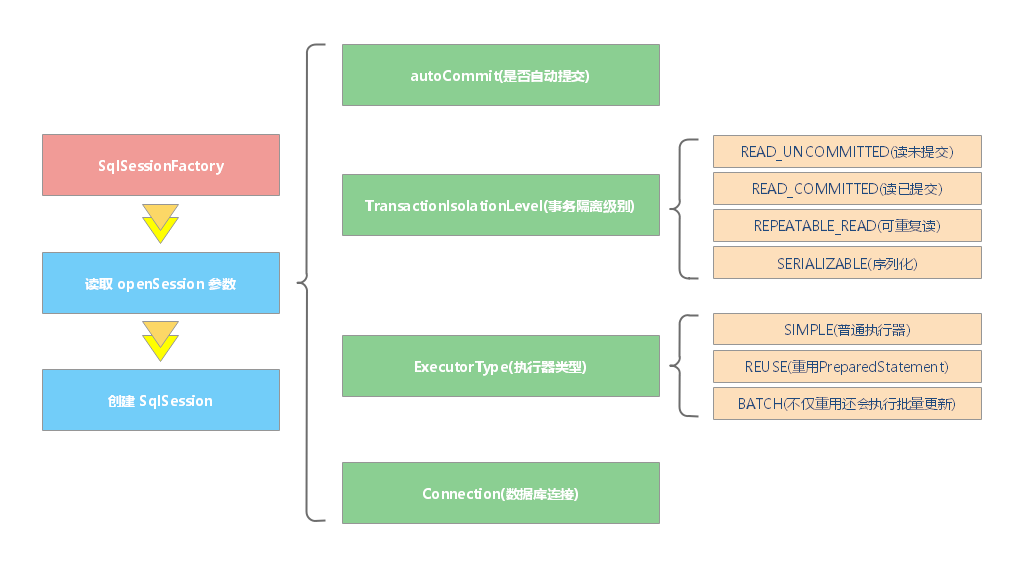 SqlSessionFactory
读取 openSession 参数
创建 SqlSession
autoCommit(是否自动提交)
TransactionIsolationLevel(事务隔离级别)
READ_UNCOMMITTED(读未提交)
READ_COMMITTED(读已提交)
REPEATABLE_READ(可重复读)
SERIALIZABLE(序列化)
ExecutorType(执行器类型)
SIMPLE(普通执行器)
REUSE(重用PreparedStatement)
BATCH(不仅重用还会执行批量更新)
Connection(数据库连接)